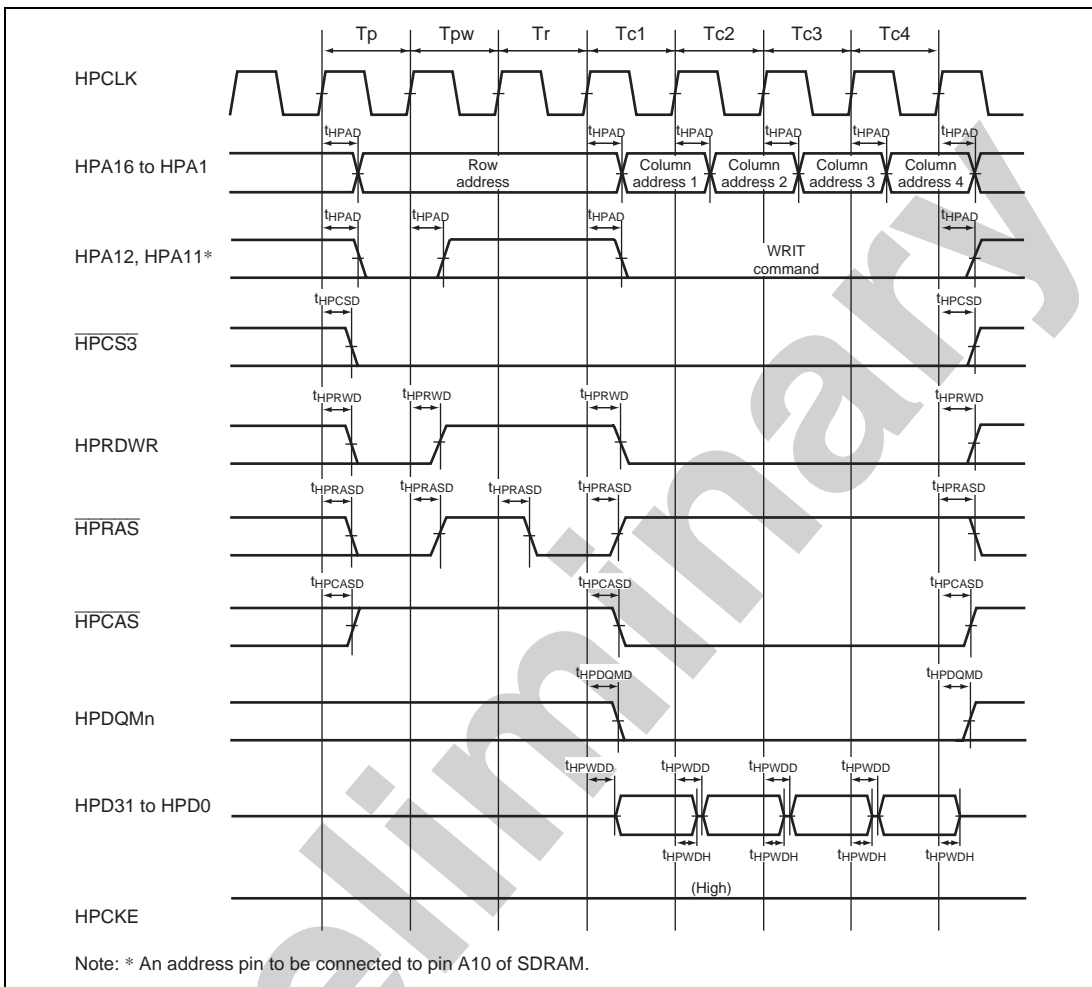 Tp Tpw Tr Tc1 Tc2 Tc3 Tc4
HPCLK
tHPAD tHPAD tHPAD tHPAD tHPAD tHPAD
HPA16 to HPA1
Row address
Column address 1
Column address 2
Column address 3
Column address 4
tHPAD tHPAD tHPAD tHPAD
HPA12, HPA11*
WRIT command
tHPCSD tHPCSD
HPCS3
tHPRWD tHPRWD tHPRWD tHPRWD
HPRDWR
tHPRASD tHPRASD tHPRASD tHPRASD tHPRASD
HPRAS
tHPCASD tHPCASD tHPCASD
HPCAS
tHPDQMD tHPDQMD
HPDQMn
tHPWDD tHPWDD tHPWDD tHPWDD
HPD31 to HPD0
tHPWDH tHPWDH tHPWDH tHPWDH
(High)
HPCKE
Note: * An address pin to be connected to pin A10 of SDRAM.
eliminary